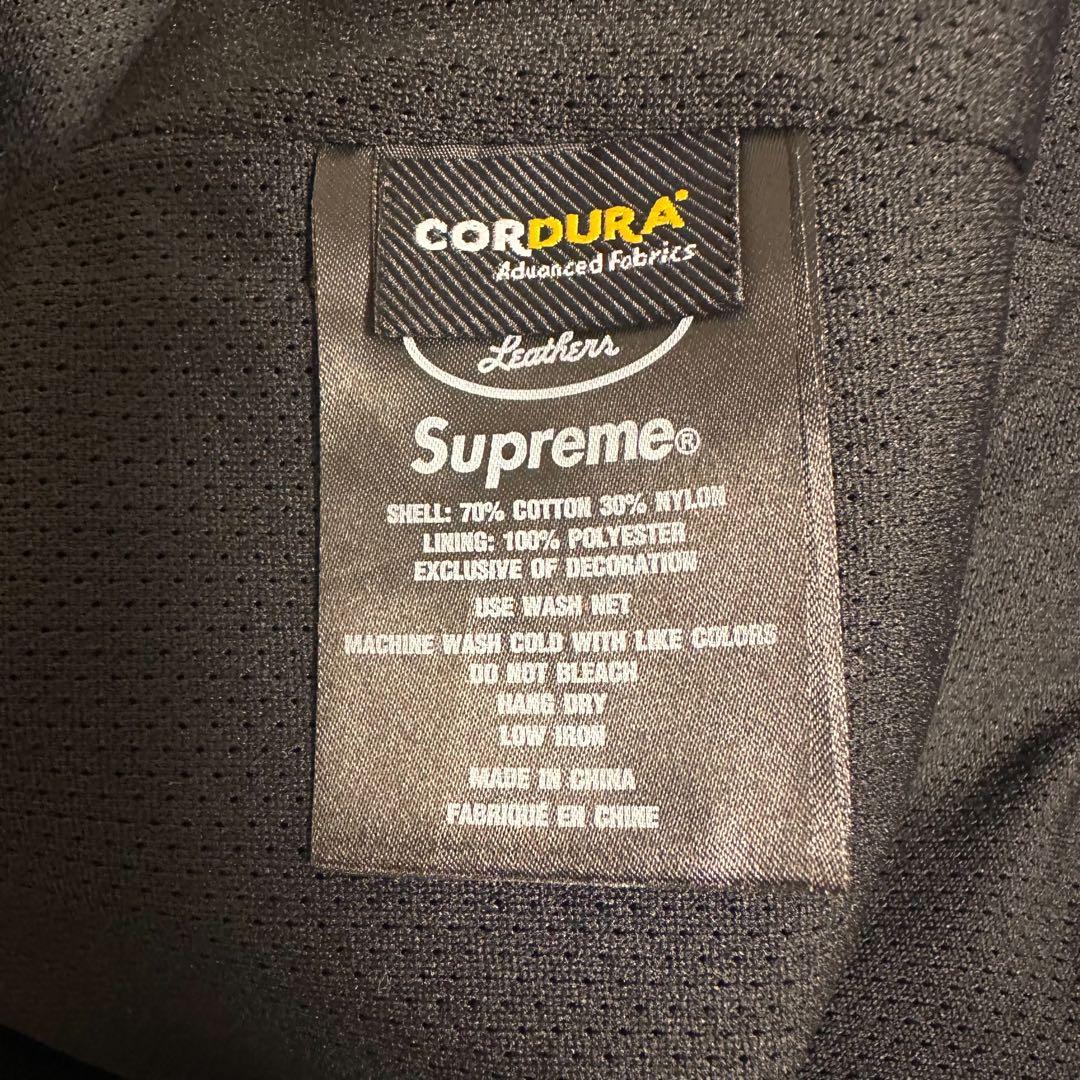 CORDURA®
Advanced Fabrics
Leathers
Supreme®
SHELL: 70% COTTON 30% NYLON
LINING: 100% POLYESTER
EXCLUSIVE OF DECORATION
USE WASH NET
MACHINE WASH COLD WITH LIKE COLORS
DO NOT BLEACH
HANG DRY
LOW IRON
MADE IN CHINA
FABRIQUÉ EN CHINE